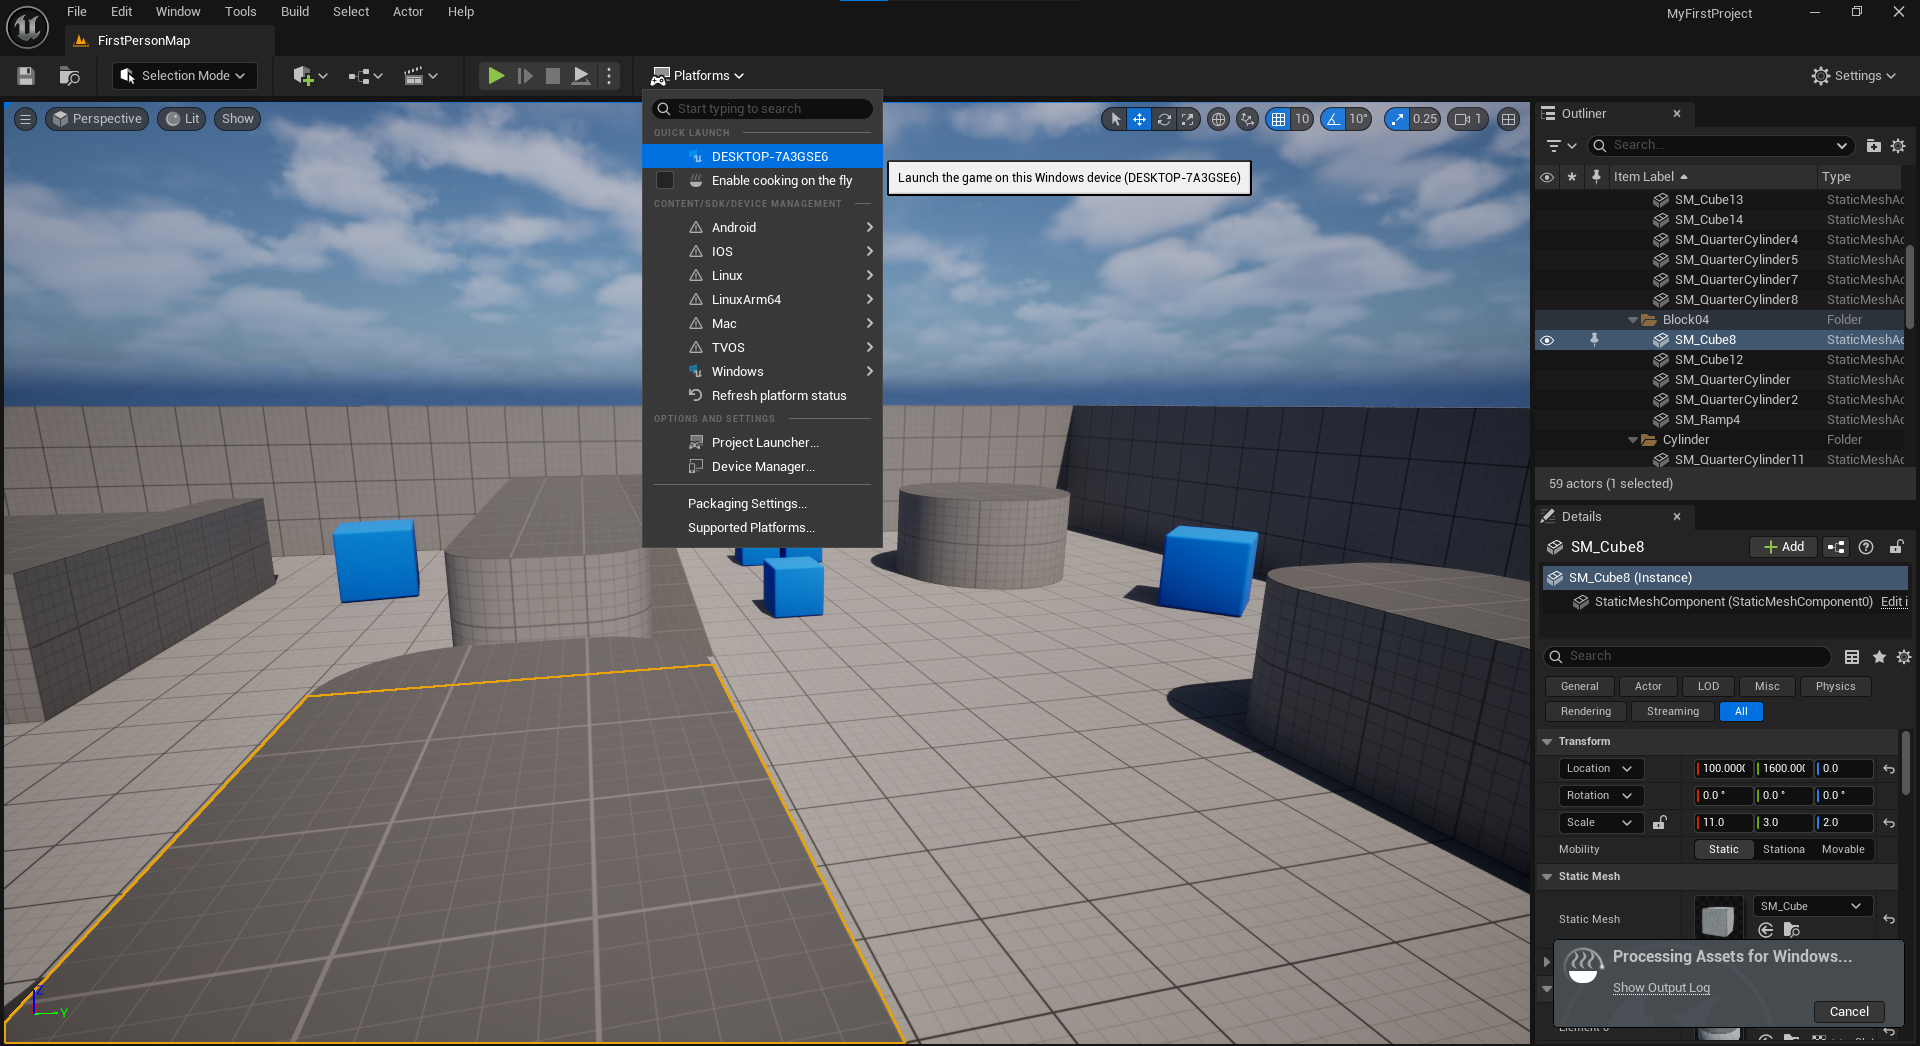 File Edit Window Tools Build Select Actor Help
MyFirstProject
FirstPersonMap
Selection Mode
Platforms
Settings
Perspective Lit Show
10 10° 0.25 1
Start typing to search
QUICK LAUNCH
DESKTOP-7A3GSE6
Enable cooking on the fly
Launch the game on this Windows device (DESKTOP-7A3GSE6)
CONTENT/SDK/DEVICE MANAGEMENT
Android
IOS
Linux
LinuxArm64
Mac
TVOS
Windows
Refresh platform status
OPTIONS AND SETTINGS
Project Launcher...
Device Manager...
Packaging Settings...
Supported Platforms...
Y
Outliner
Search...
Item Label Type
SM_Cube13 StaticMeshAc
SM_Cube14 StaticMeshAc
SM_QuarterCylinder4 StaticMeshAc
SM_QuarterCylinder5 StaticMeshAc
SM_QuarterCylinder7 StaticMeshAc
SM_QuarterCylinder8 StaticMeshAc
Block04 Folder
SM_Cube8 StaticMeshAc
SM_Cube12 StaticMeshAc
SM_QuarterCylinder StaticMeshAc
SM_QuarterCylinder2 StaticMeshAc
SM_Ramp4 StaticMeshAc
Cylinder Folder
SM_QuarterCylinder11 StaticMeshAc
59 actors (1 selected)
Details
SM_Cube8
Add
SM_Cube8 (Instance)
StaticMeshComponent (StaticMeshComponent0) Edit i
Search
General Actor LOD Misc Physics
Rendering Streaming All
Transform
Location 100.000 1600.00 0.0
Rotation 0.0 ° 0.0 ° 0.0 °
Scale 11.0 3.0 2.0
Mobility Static Stationa Movable
Static Mesh
Static Mesh SM_Cube
Processing Assets for Windows...
Show Output Log
Cancel